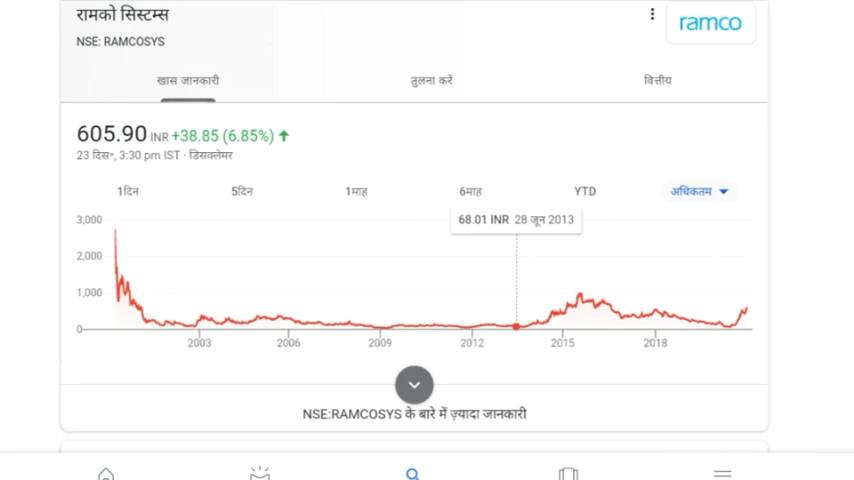 रामको सिस्टम्स
ramco
NSE: RAMCOSYS
खास जानकारी
तुलना करें
वित्तीय
605.90 INR +38.85 (6.85%)
23 दिस॰, 3:30 pm IST · डिसक्लेमर
1दिन 5दिन 1माह 6माह YTD अधिकतम
68.01 INR 28 जून 2013
3,000
2,000
1,000
0
2003 2006 2009 2012 2015 2018
NSE:RAMCOSYS के बारे में ज़्यादा जानकारी